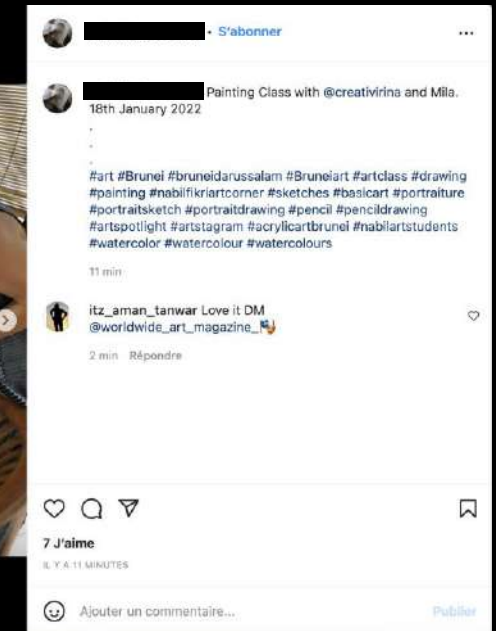 • S'abonner
Painting Class with @creativirina and Mila.
18th January 2022
.
.
.
#art #Brunei #bruneidarussalam #Bruneiart #artclass #drawing
#painting #nabilfikriartcorner #sketches #basicart #portraiture
#portraitsketch #portraitdrawing #pencil #pencildrawing
#artspotlight #artstagram #acrylicartbrunei #nabilartstudents
#watercolor #watercolour #watercolours
11 min
itz_aman_tanwar Love it DM
@worldwide_art_magazine_
2 min Répondre
7 J'aime
IL Y A 11 MINUTES
Ajouter un commentaire...
Publier